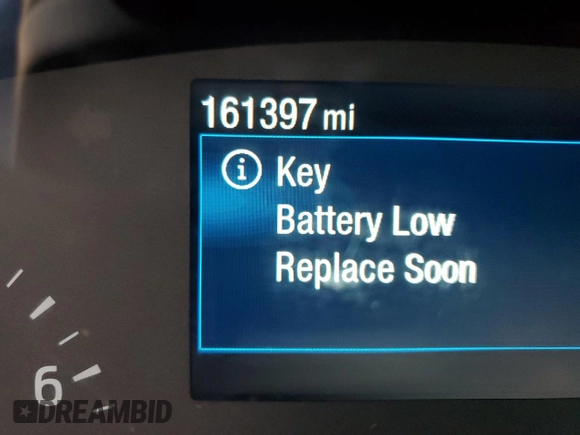 161397 mi
Key
Battery Low
Replace Soon
6
DREAMBID